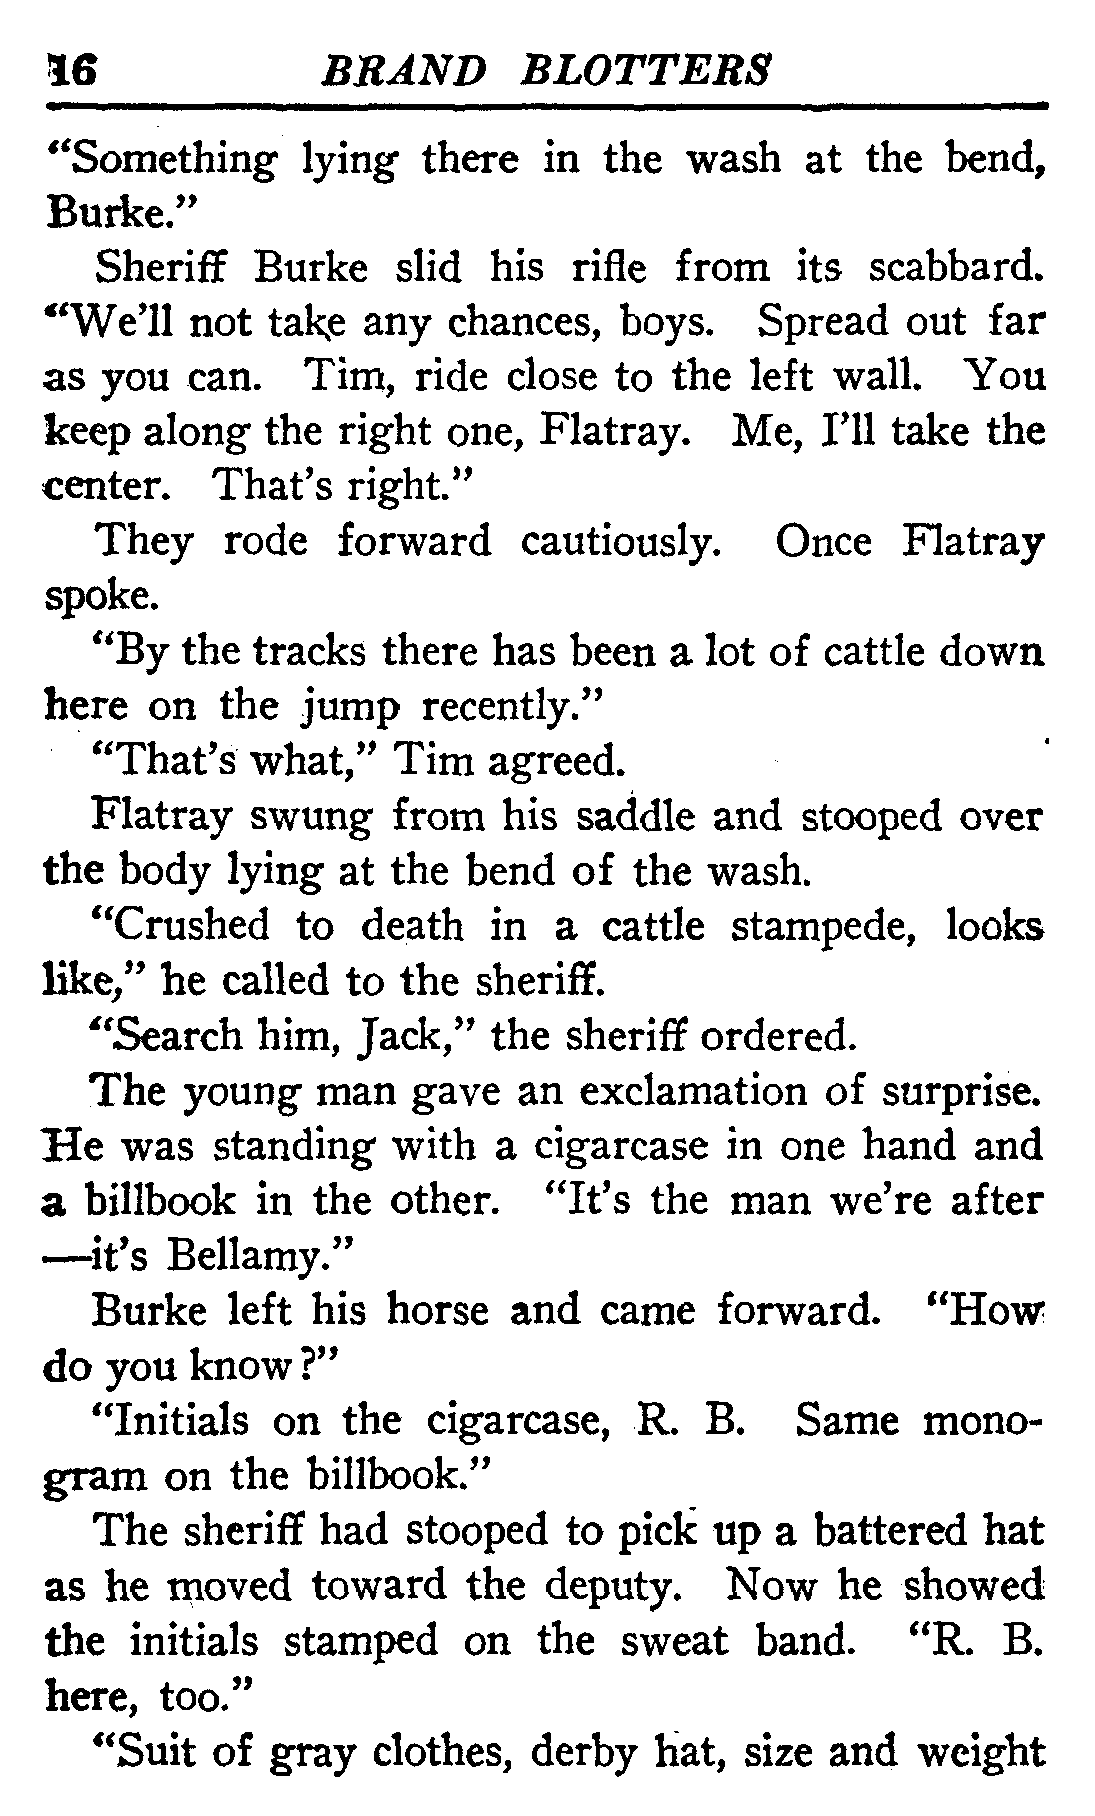 16 BRAND BLOTTERS
“Something lying there in the wash at the bend,
Burke.”
Sheriff Burke slid his rifle from its scabbard.
“We’ll not take any chances, boys. Spread out far
as you can. Tim, ride close to the left wall. You
keep along the right one, Flatray. Me, I’ll take the
center. That’s right.”
They rode forward cautiously. Once Flatray
spoke.
“By the tracks there has been a lot of cattle down
here on the jump recently.”
“That’s what,” Tim agreed.
Flatray swung from his saddle and stooped over
the body lying at the bend of the wash.
“Crushed to death in a cattle stampede, looks
like,” he called to the sheriff.
“Search him, Jack,” the sheriff ordered.
The young man gave an exclamation of surprise.
He was standing with a cigarcase in one hand and
a billbook in the other. “It’s the man we’re after
—it’s Bellamy.”
Burke left his horse and came forward. “How
do you know?”
“Initials on the cigarcase, R. B. Same mono-
gram on the billbook.”
The sheriff had stooped to pick up a battered hat
as he moved toward the deputy. Now he showed
the initials stamped on the sweat band. “R. B.
here, too.”
“Suit of gray clothes, derby hat, size and weight